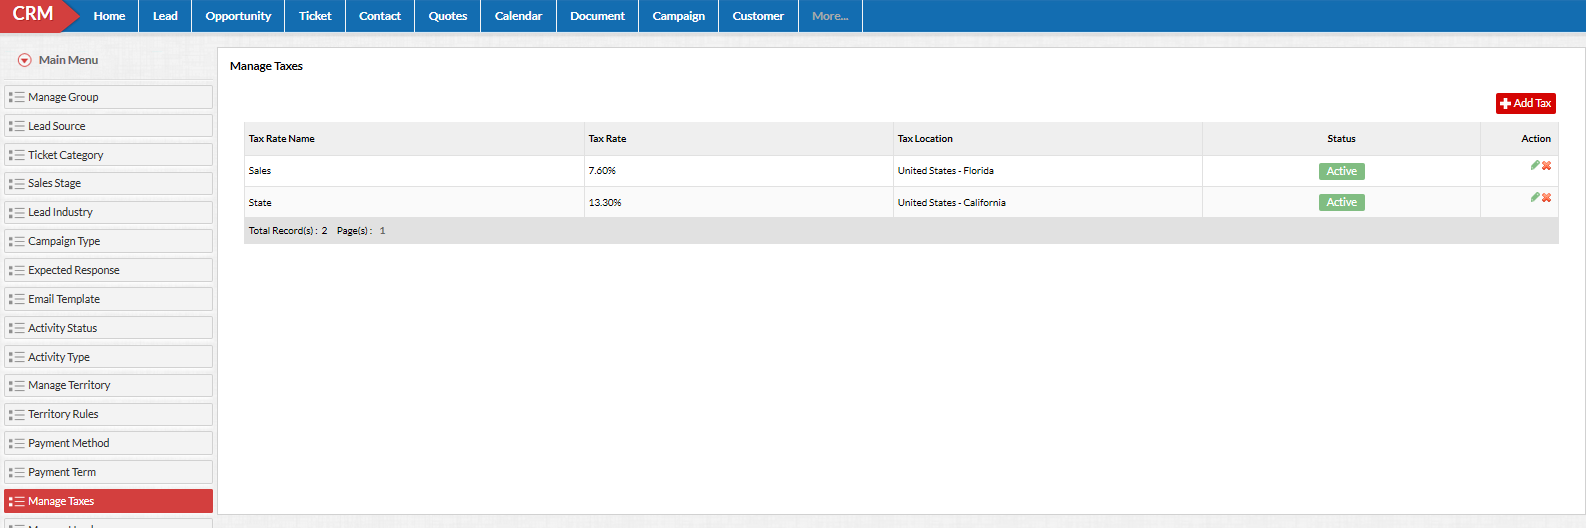 CRM Home Lead Opportunity Ticket Contact Quotes Calendar Document Campaign Customer More...
Main Menu
Manage Group
Lead Source
Ticket Category
Sales Stage
Lead Industry
Campaign Type
Expected Response
Email Template
Activity Status
Activity Type
Manage Territory
Territory Rules
Payment Method
Payment Term
Manage Taxes
Manage Taxes
Add Tax
Tax Rate Name Tax Rate Tax Location Status Action
Sales 7.60% United States - Florida Active
State 13.30% United States - California Active
Total Record(s) : 2 Page(s) : 1